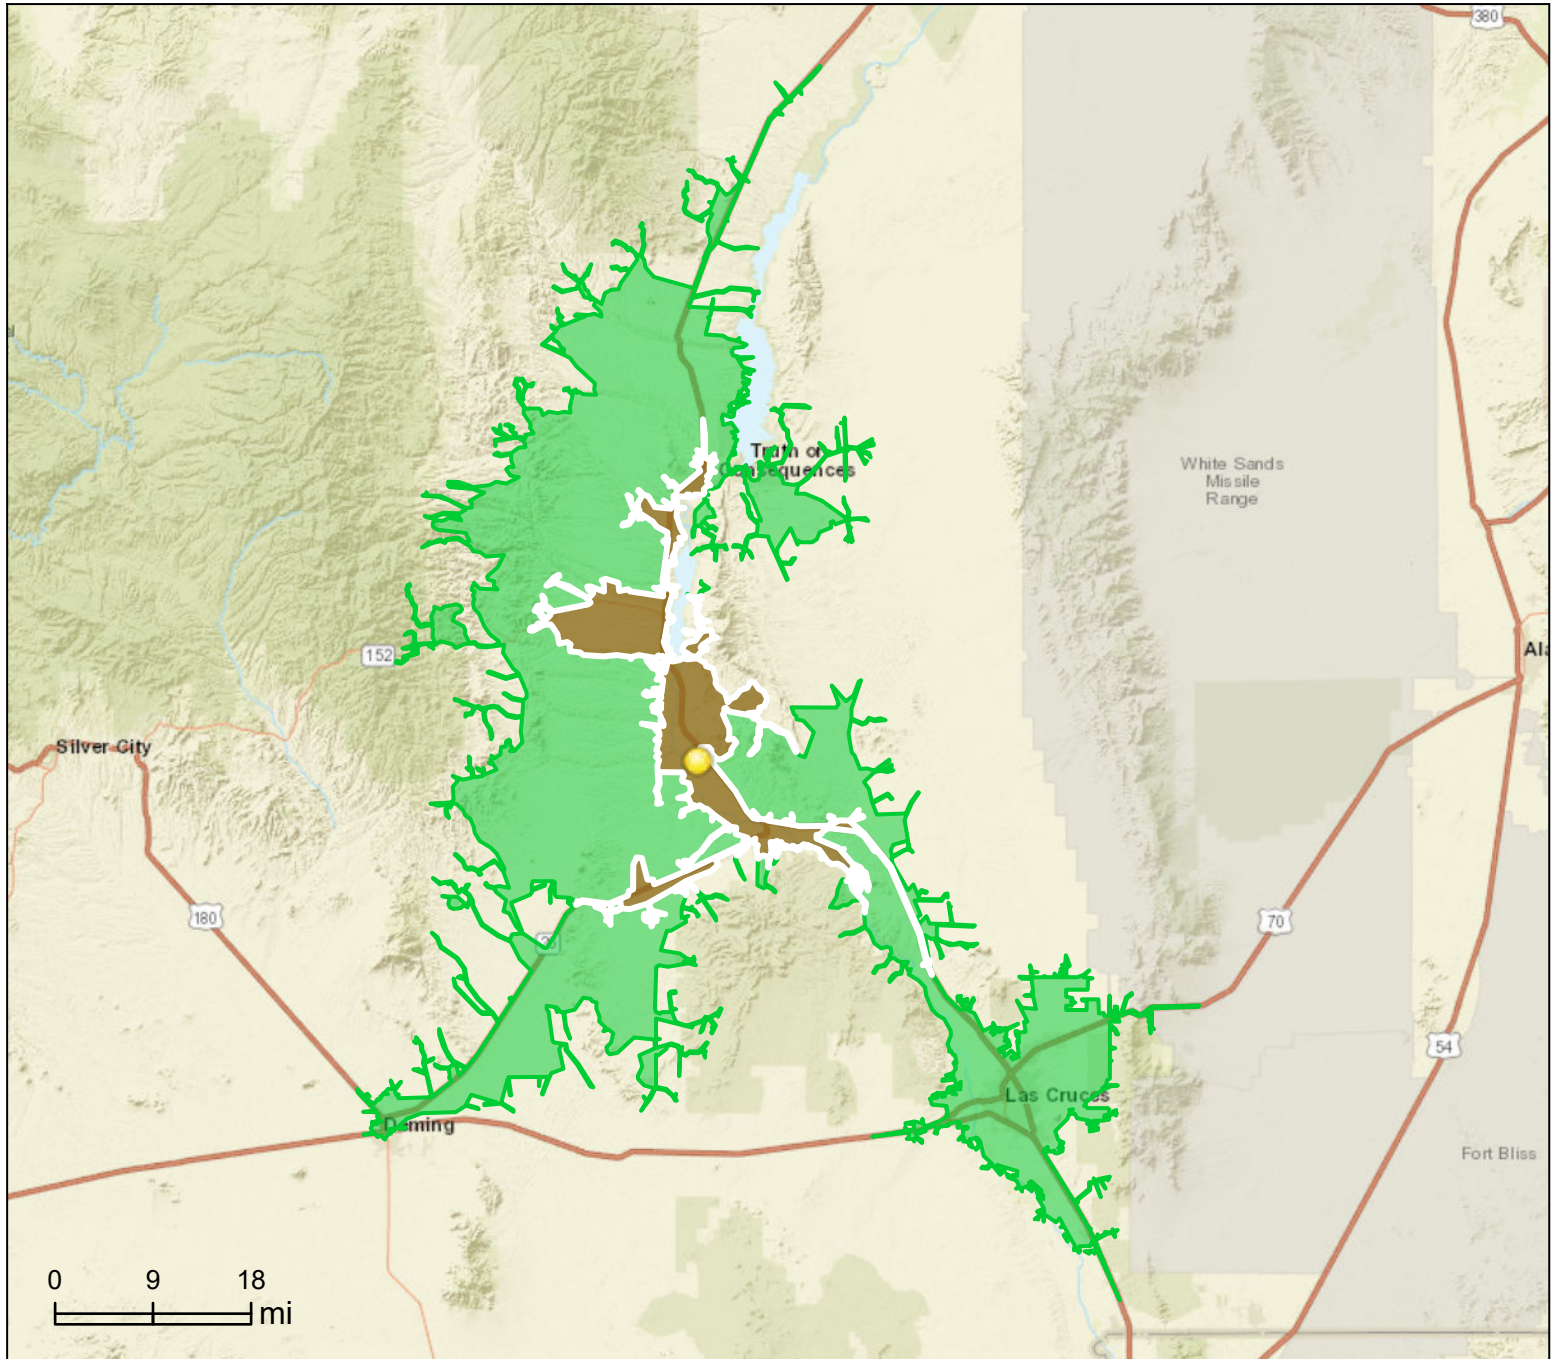 380
Truth or
Consequences
White Sands
Missile
Range
152
Silver City
180
26
70
54
Las Cruces
Deming
Fort Bliss
0 9 18
mi